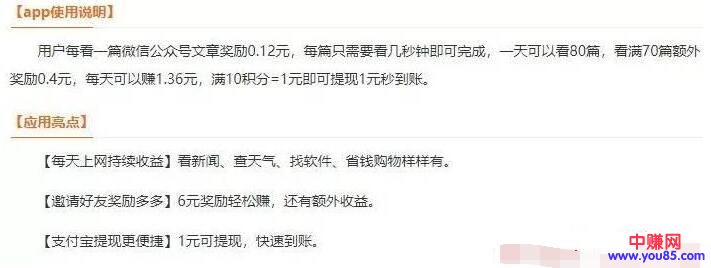 【app使用说明】
用户每看一篇微信公众号文章奖励0.12元，每篇只需要看几秒钟即可完成，一天可以看80篇，看满70篇额外
奖励0.4元，每天可以赚1.36元，满10积分=1元即可提现1元秒到账。
【应用亮点】
【每天上网持续收益】看新闻、查天气、找软件、省钱购物样样有。
【邀请好友奖励多多】6元奖励轻松赚，还有额外收益。
【支付宝提现更便捷】1元可提现，快速到账。
中赚网
www.you85.com